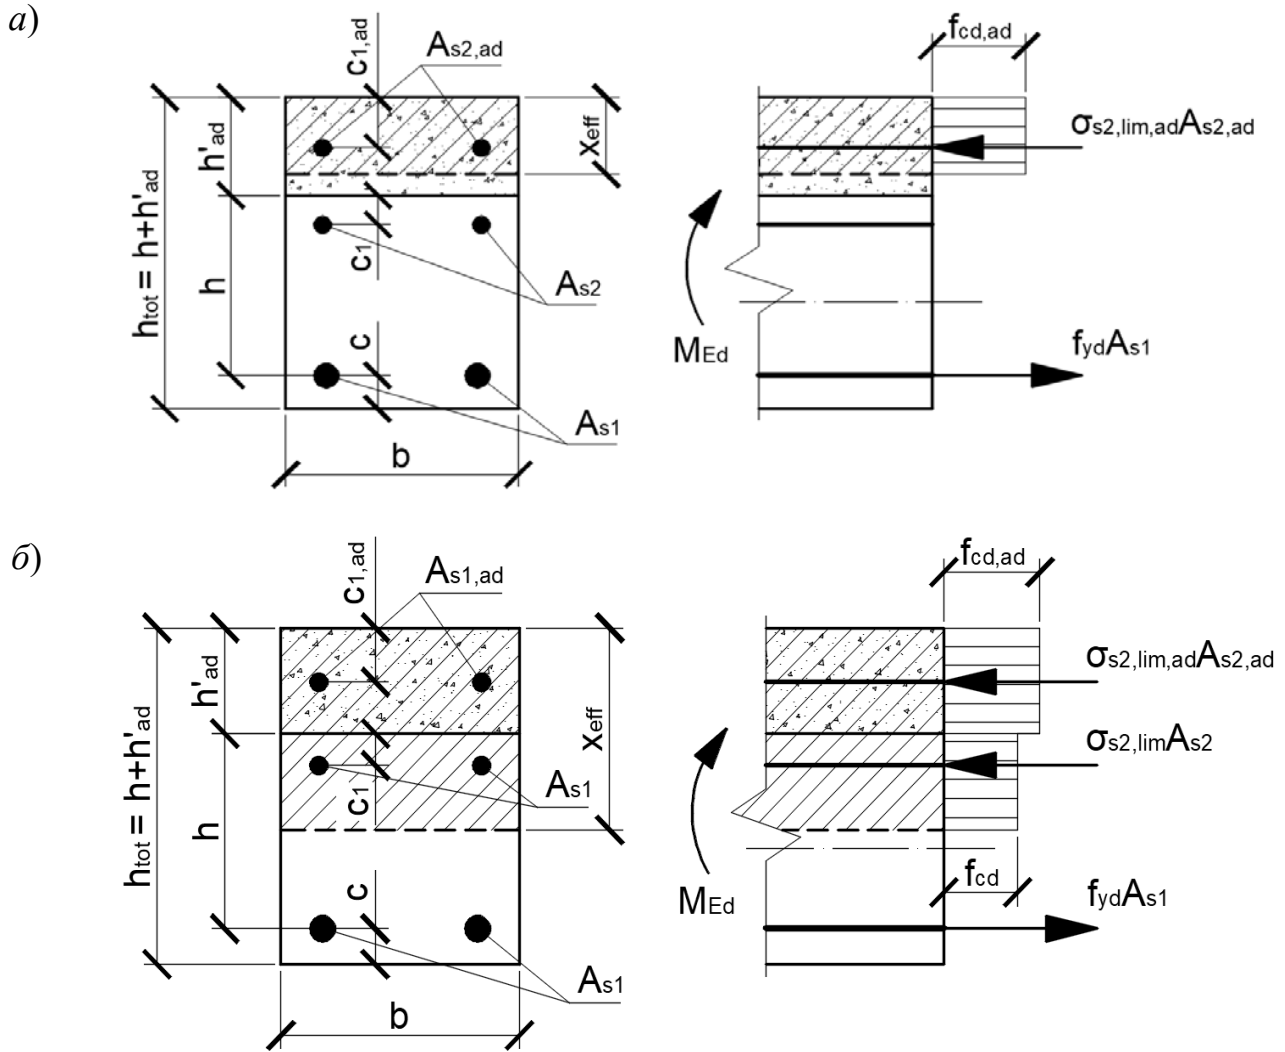 а)
c1,ad
As2,ad
fcd,ad
h'ad
xeff
σs2,lim,adAs2,ad
htot = h+h'ad
h
c1
As2
MEd
c
fydAs1
As1
b
б)
c1,ad
As1,ad
fcd,ad
h'ad
xeff
σs2,lim,adAs2,ad
σs2,limAs2
htot = h+h'ad
h
c1
As1
MEd
c
fcd
fydAs1
As1
b